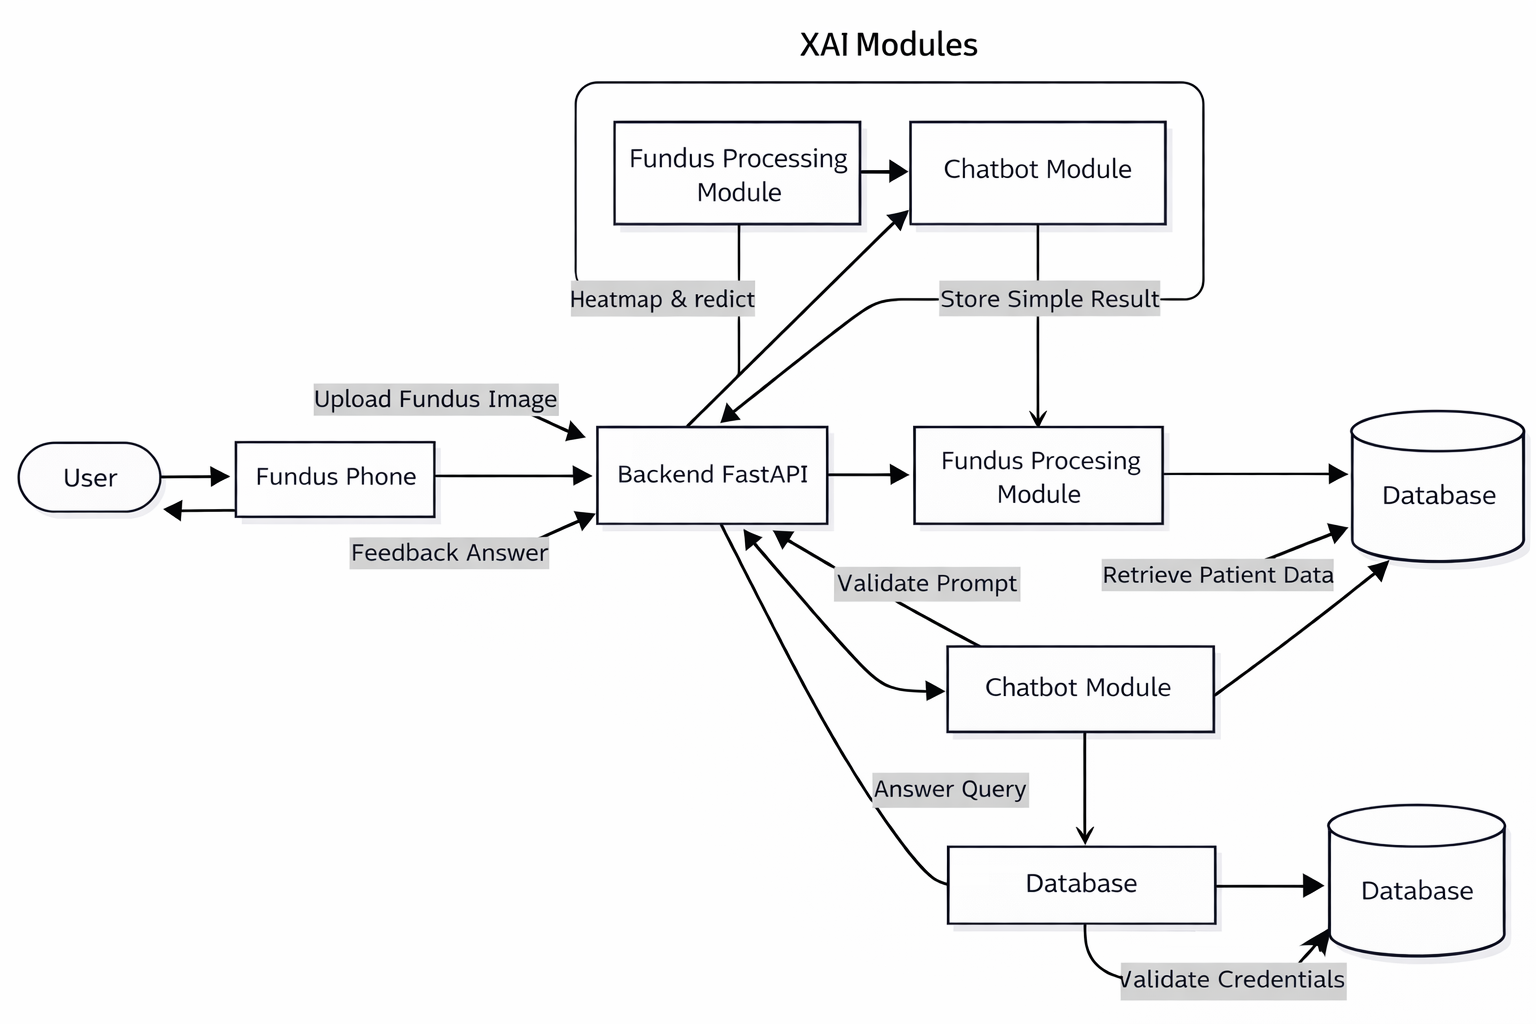 XAI Modules
Fundus Processing
Module
Chatbot Module
Heatmap & redict
Store Simple Result
Upload Fundus Image
User
Fundus Phone
Backend FastAPI
Fundus Procesing
Module
Database
Feedback Answer
Validate Prompt
Retrieve Patient Data
Chatbot Module
Answer Query
Database
Database
Validate Credentials